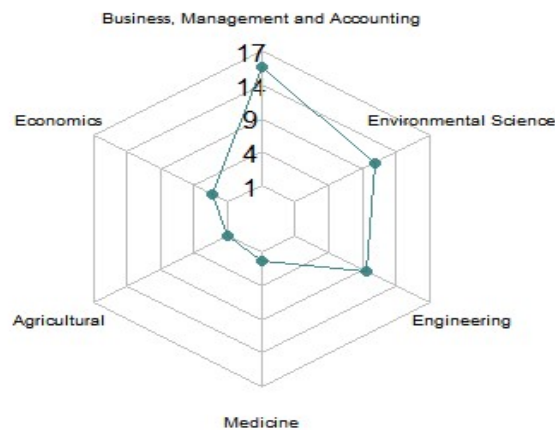 Business, Management and Accounting
17
14
Economics
9
Environmental Science
4
1
Agricultural
Engineering
Medicine